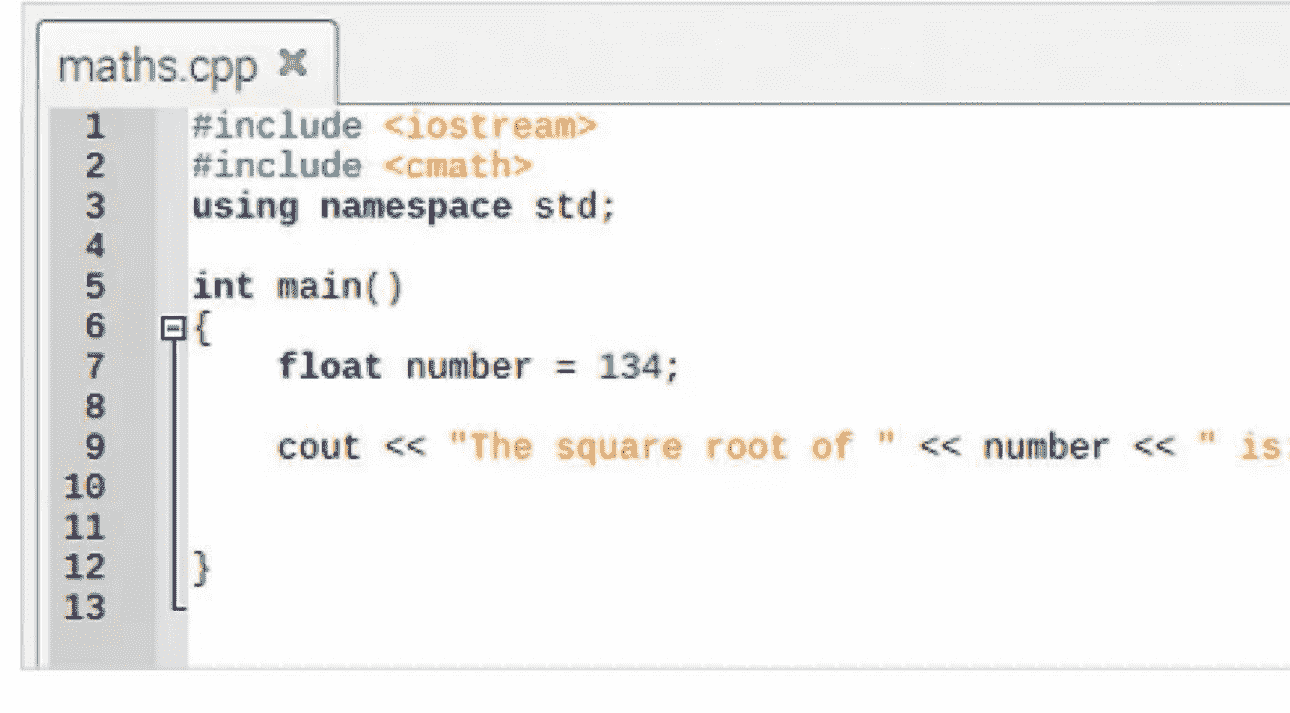 maths.cpp ✖
1 #include <iostream>
2 #include <cmath>
3 using namespace std;
4
5 int main()
6 {
7 float number = 134;
8
9 cout << "The square root of " << number << " is:
10
11
12 }
13